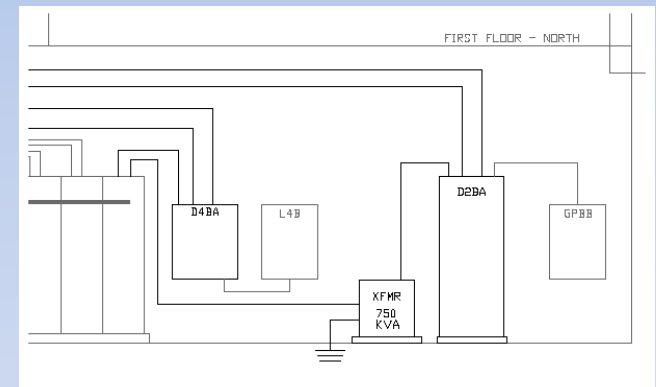 FIRST FLOOR - NORTH
D2BA
D4BA
L4B
GPBB
XFMR
750
KVA